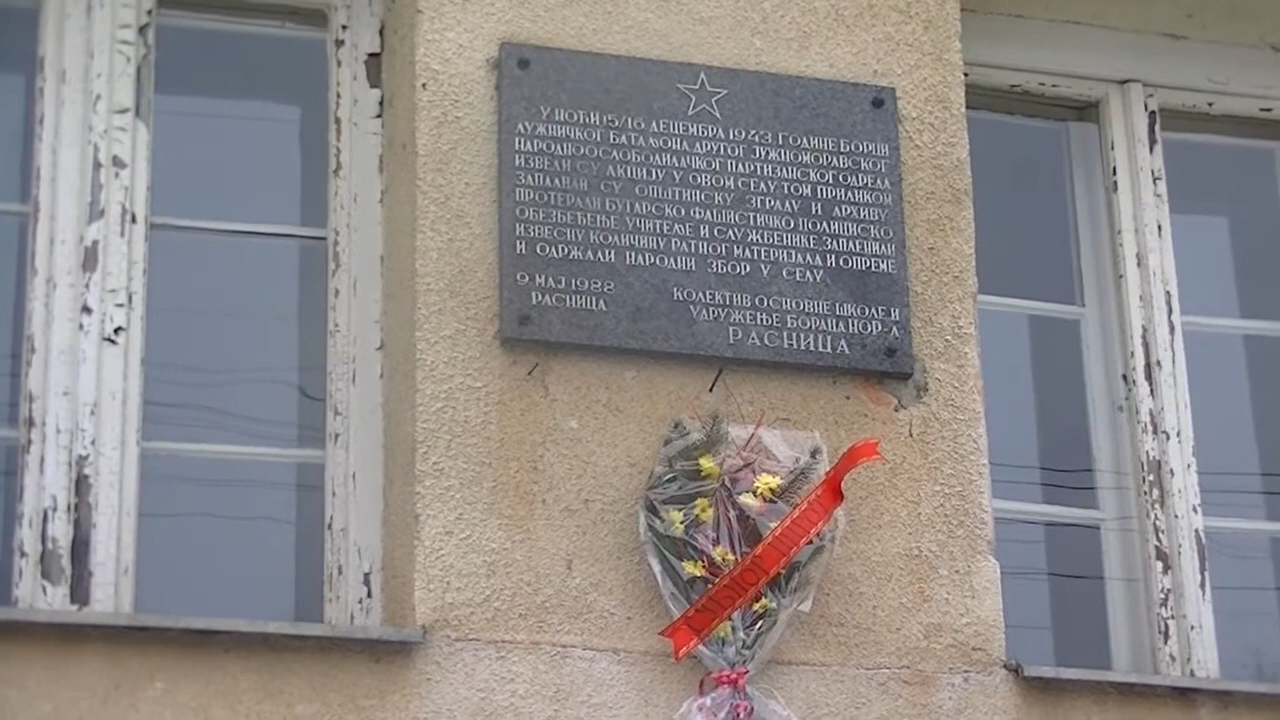 У НОЋИ 15/16 ДЕЦЕМБРА 1943. ГОДИНЕ БОРЦИ
ЛУЖНИЧКОГ БАТАЉОНА ДРУГОГ ЈУЖНОМОРАВСКОГ
НАРОДНООСЛОБОДИЛАЧКОГ ПАРТИЗАНСКОГ ОДРЕДА
ИЗВЕЛИ СУ АКЦИЈУ У ОВОМ СЕЛУ. ТОМ ПРИЛИКОМ
ЗАПАЛИЛИ СУ ОПШТИНСКУ ЗГРАДУ И АРХИВУ,
ПРОТЕРАЛИ БУГАРСКО ФАШИСТИЧКО ПОЛИЦИСКО
ОБЕЗБЕЂЕЊЕ, УЧИТЕЉЕ И СЛУЖБЕНИКЕ, ЗАПЛЕНИЛИ
ИЗВЕСНУ КОЛИЧИНУ РАТНОГ МАТЕРИЈАЛА И ОПРЕМЕ
И ОДРЖАЛИ НАРОДНИ ЗБОР У СЕЛУ.
9. МАЈ 1988
РАСНИЦА
КОЛЕКТИВ ОСНОВНЕ ШКОЛЕ И
УДРУЖЕЊЕ БОРАЦА НОР-А
РАСНИЦА